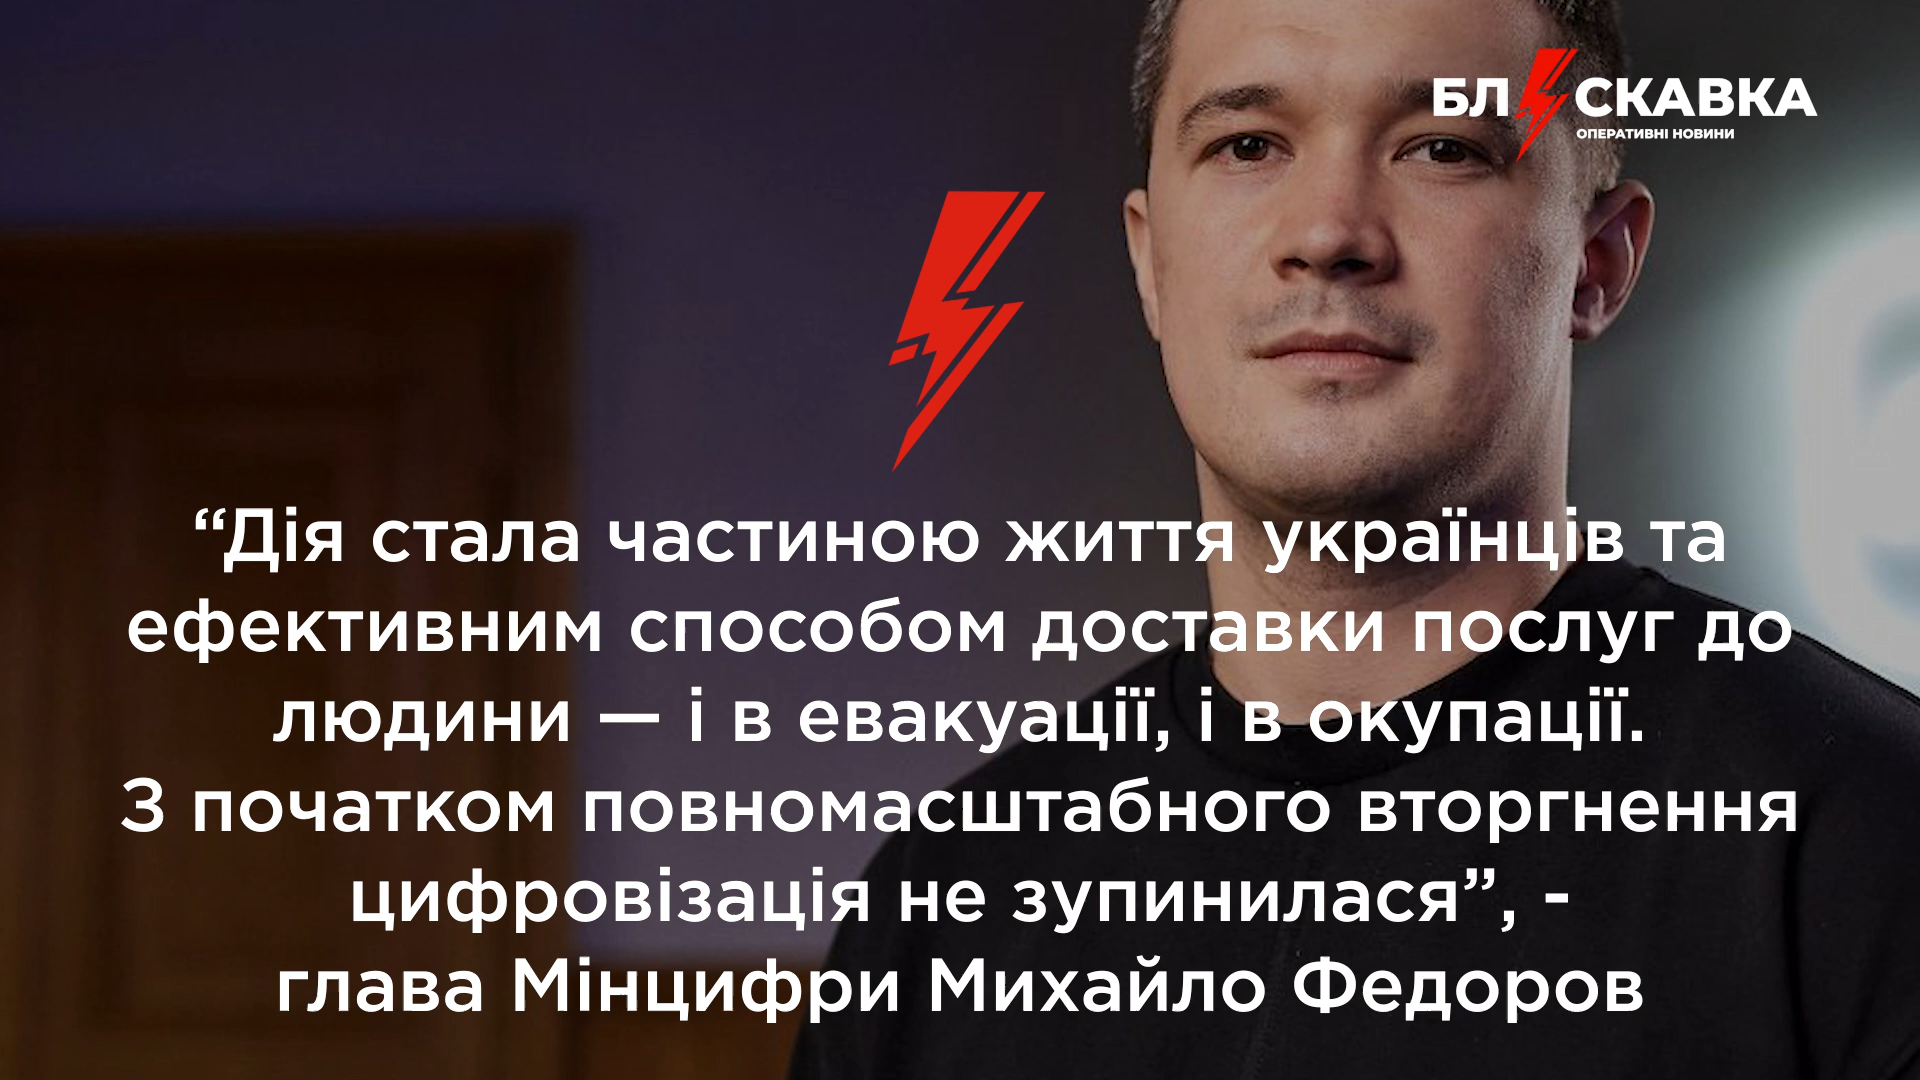 БЛИСКАВКА
ОПЕРАТИВНІ НОВИНИ
“Дія стала частиною життя українців та
ефективним способом доставки послуг до
людини — і в евакуації, і в окупації.
З початком повномасштабного вторгнення
цифровізація не зупинилася”, -
глава Мінцифри Михайло Федоров